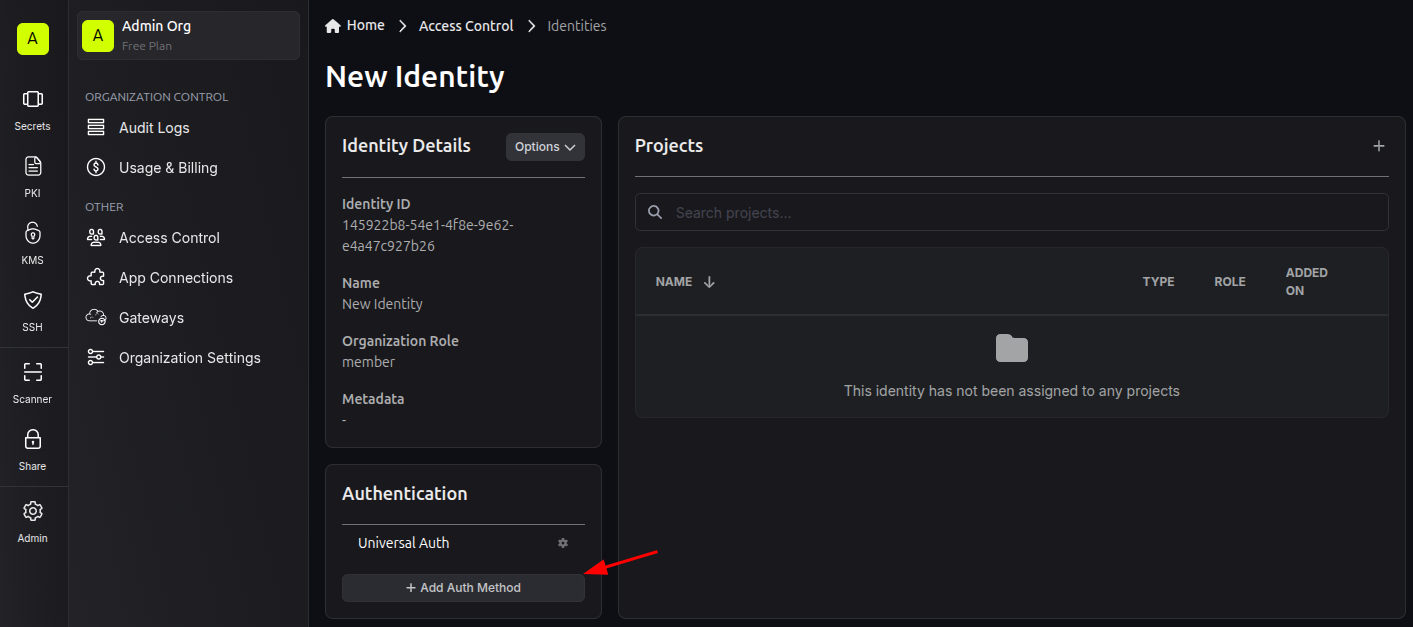 A
Secrets
PKI
KMS
SSH
Scanner
Share
Admin
A
Admin Org
Free Plan
ORGANIZATION CONTROL
Audit Logs
Usage & Billing
OTHER
Access Control
App Connections
Gateways
Organization Settings
Home
Access Control
Identities
New Identity
Identity Details
Options
Identity ID
145922b8-54e1-4f8e-9e62-
e4a47c927b26
Name
New Identity
Organization Role
member
Metadata
-
Authentication
Universal Auth
+ Add Auth Method
Projects
+
Search projects...
NAME
TYPE
ROLE
ADDED
ON
This identity has not been assigned to any projects